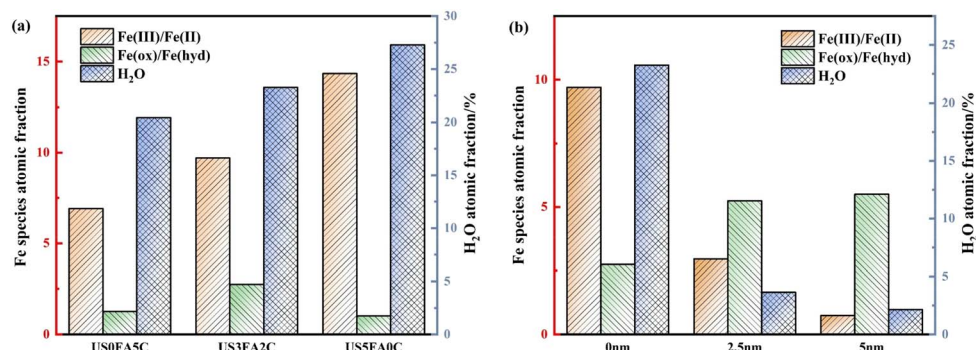 (a)
Fe(III)/Fe(II)
Fe(ox)/Fe(hyd)
H₂O
Fe species atomic fraction
15
10
5
0
30
25
20
15
10
5
0
H₂O atomic fraction/%
US0FA5C US3FA2C US5FA0C
(b)
Fe(III)/Fe(II)
Fe(ox)/Fe(hyd)
H₂O
Fe species atomic fraction
10
5
0
25
20
15
10
5
0
H₂O atomic fraction/%
0nm 2.5nm 5nm